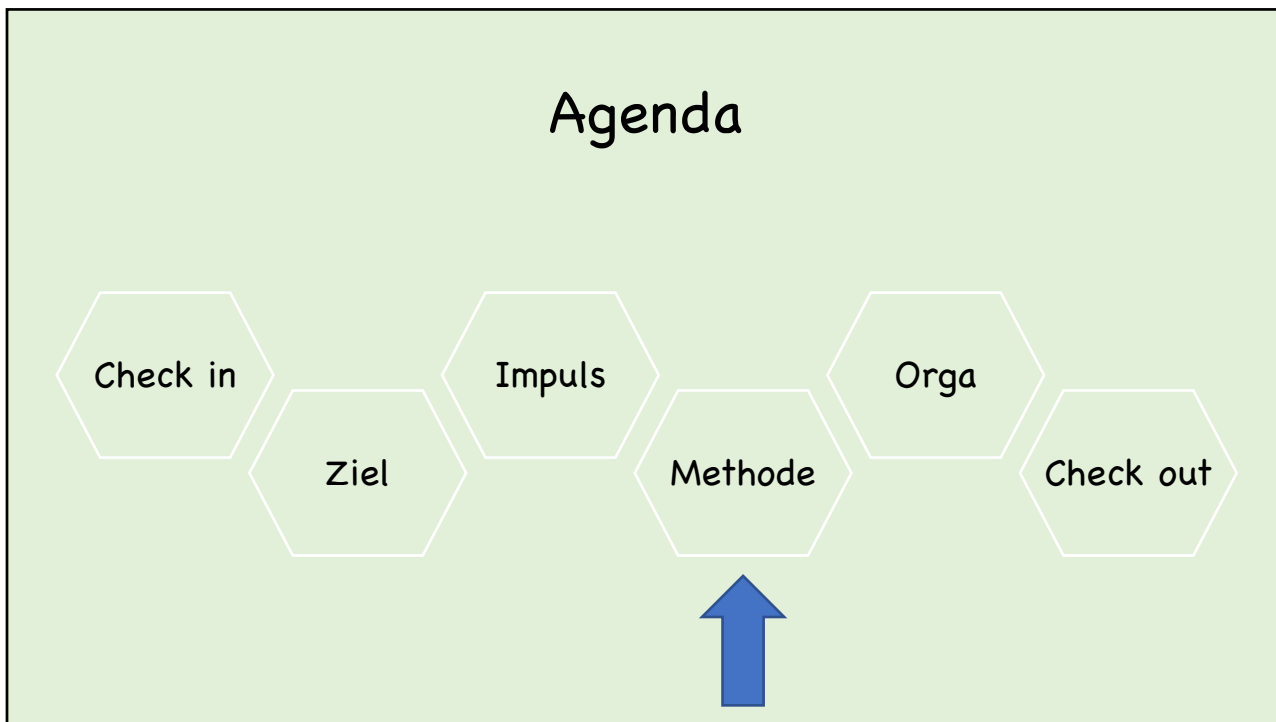 Agenda
Check in
Ziel
Impuls
Methode
Orga
Check out